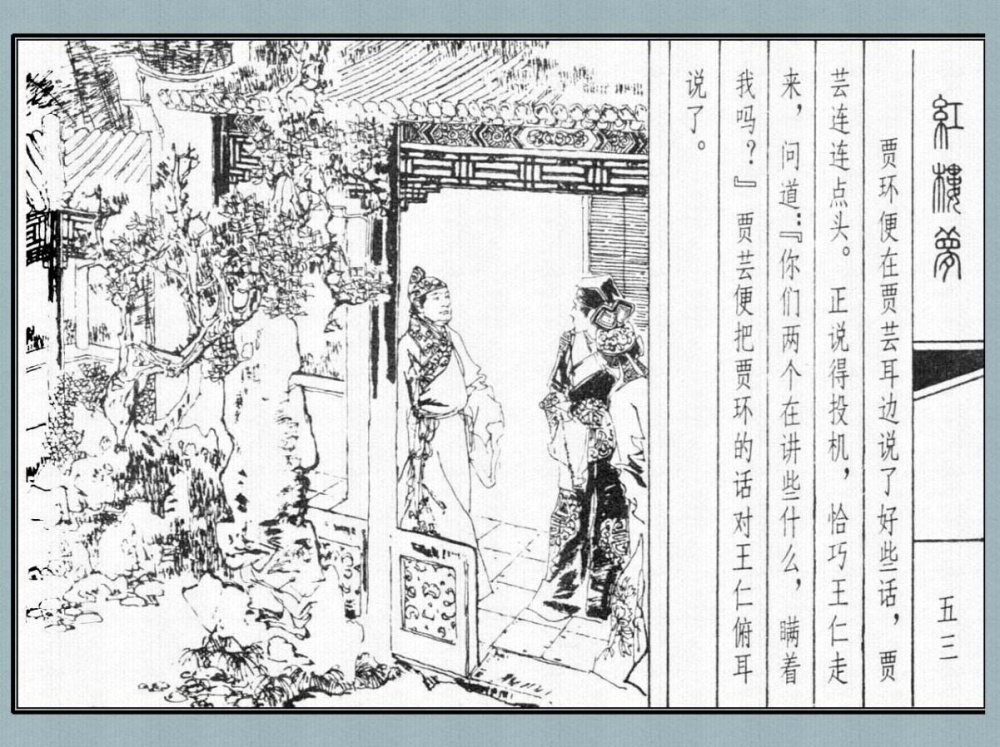 红楼梦
五三
贾环便在贾芸耳边说了好些话，贾
芸连连点头。正说得投机，恰巧王仁走
来，问道：『你们两个在讲些什么，瞒着
我吗？』贾芸便把贾环的话对王仁俯耳
说了。